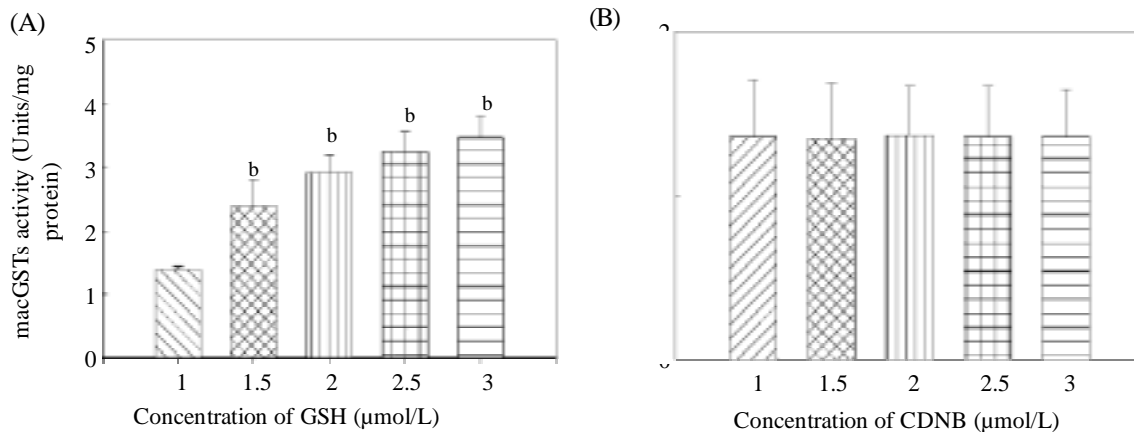 (A)
(B)
macGSTs activity (Units/mg
protein)
5
4
3
2
1
0
b
b
b
b
1 1.5 2 2.5 3
Concentration of GSH (µmol/L)
1 1.5 2 2.5 3
Concentration of CDNB (µmol/L)